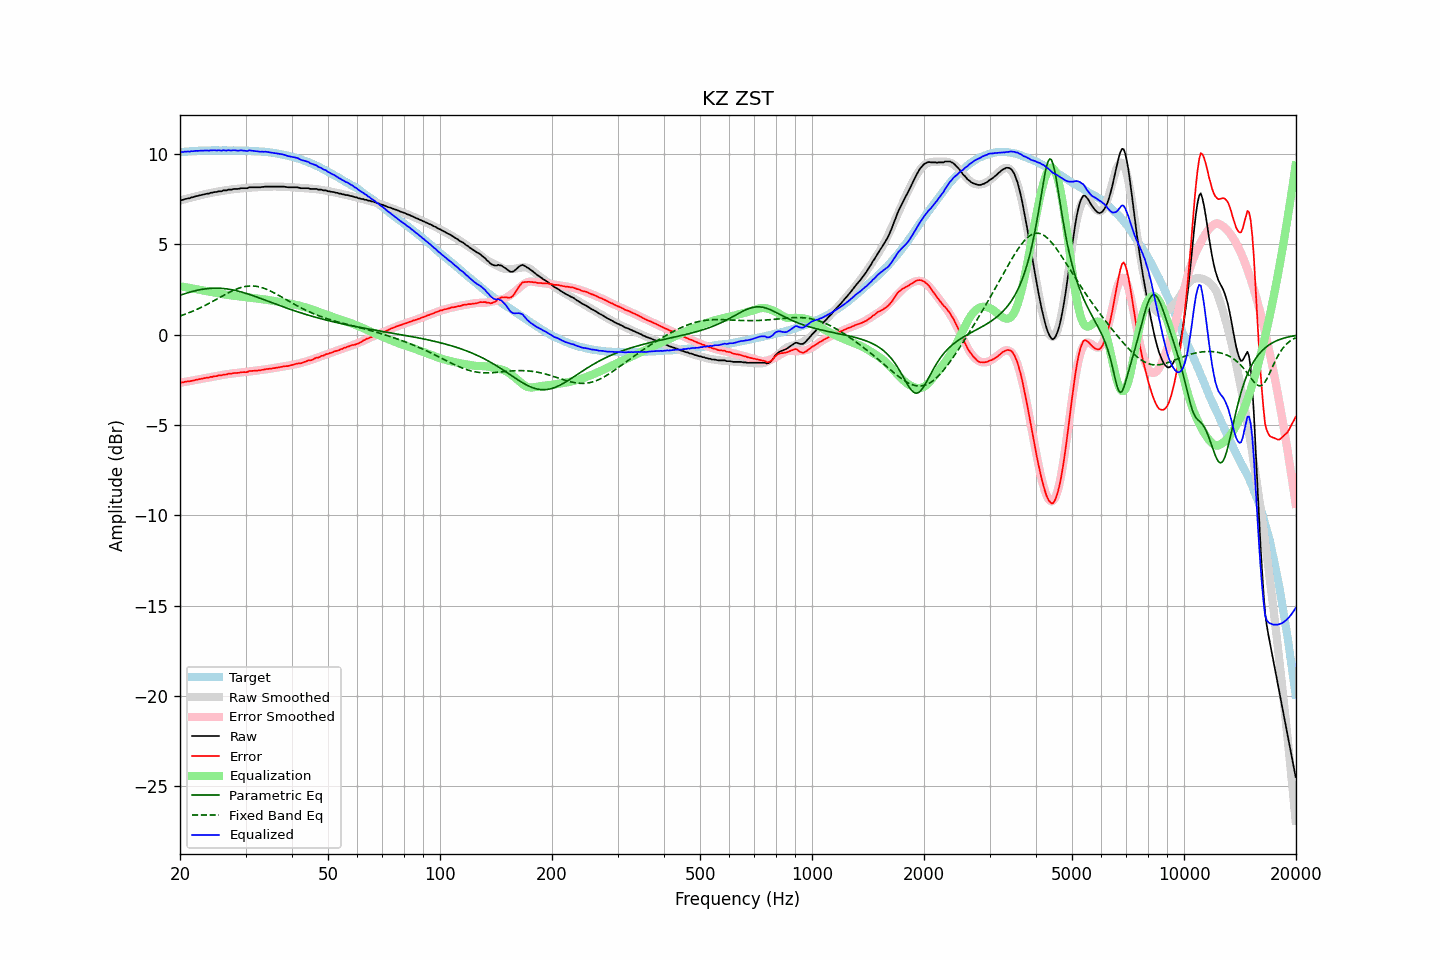 KZ ZST
Amplitude (dBr)
10
5
0
−5
−10
−15
−20
−25
Target
Raw Smoothed
Error Smoothed
Raw
Error
Equalization
Parametric Eq
Fixed Band Eq
Equalized
20 50 100 200 500 1000 2000 5000 10000 20000
Frequency (Hz)